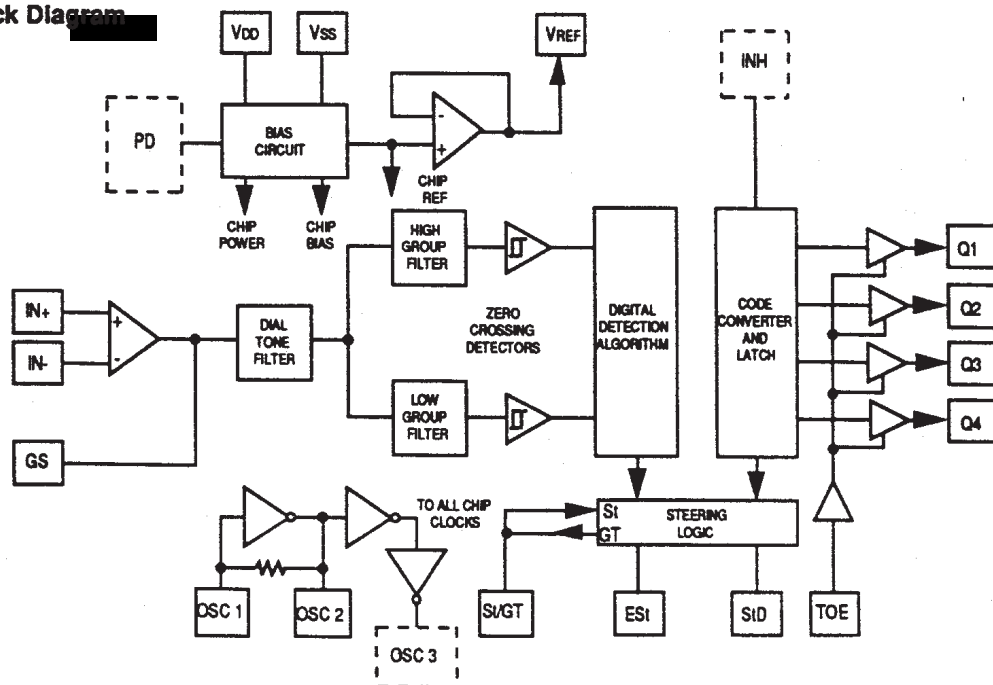 ck Diagram
VDD
VSS
VREF
INH
PD
BIAS
CIRCUIT
-
+
CHIP
REF
CHIP
POWER
CHIP
BIAS
HIGH
GROUP
FILTER
IN+
IN-
+
-
DIAL
TONE
FILTER
ZERO
CROSSING
DETECTORS
DIGITAL
DETECTION
ALGORITHM
CODE
CONVERTER
AND
LATCH
Q1
Q2
Q3
Q4
LOW
GROUP
FILTER
GS
TO ALL CHIP
CLOCKS
St
GT
STEERING
LOGIC
OSC 1
OSC 2
OSC 3
St/GT
ESt
StD
TOE